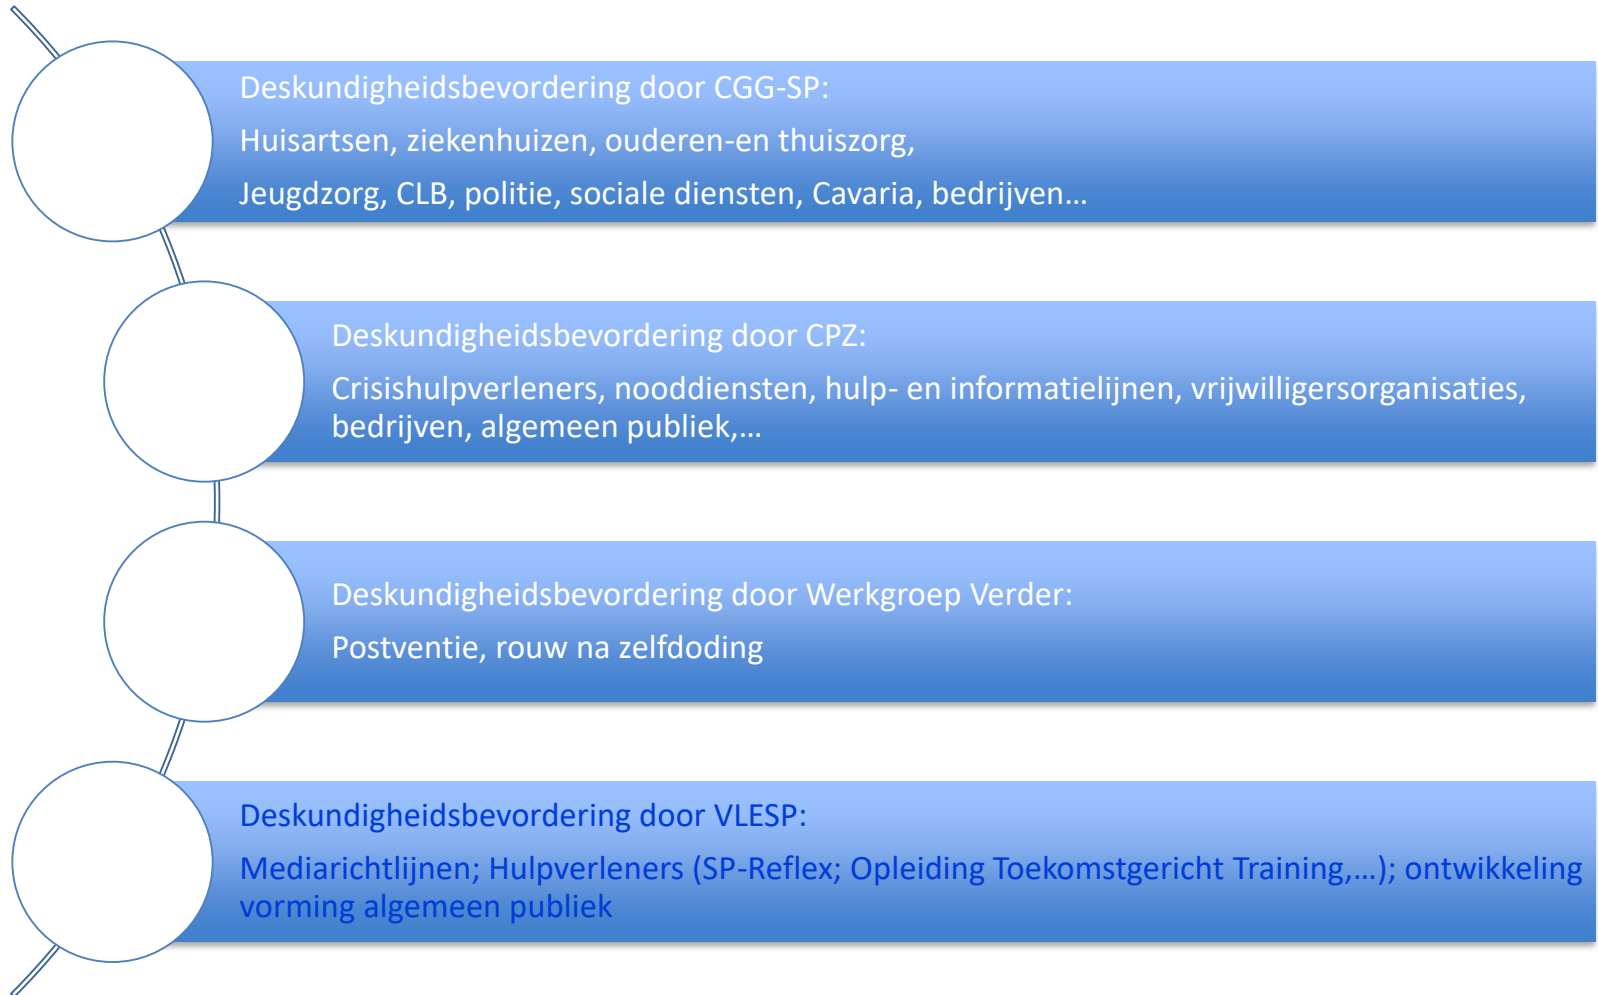 Deskundigheidsbevordering door CGG-SP:
Huisartsen, ziekenhuizen, ouderen-en thuiszorg,
Jeugdzorg, CLB, politie, sociale diensten, Cavaria, bedrijven…
Deskundigheidsbevordering door CPZ:
Crisishulpverleners, nooddiensten, hulp- en informatielijnen, vrijwilligersorganisaties,
bedrijven, algemeen publiek,…
Deskundigheidsbevordering door Werkgroep Verder:
Postventie, rouw na zelfdoding
Deskundigheidsbevordering door VLESP:
Mediarichtlijnen; Hulpverleners (SP-Reflex; Opleiding Toekomstgericht Training,…); ontwikkeling
vorming algemeen publiek